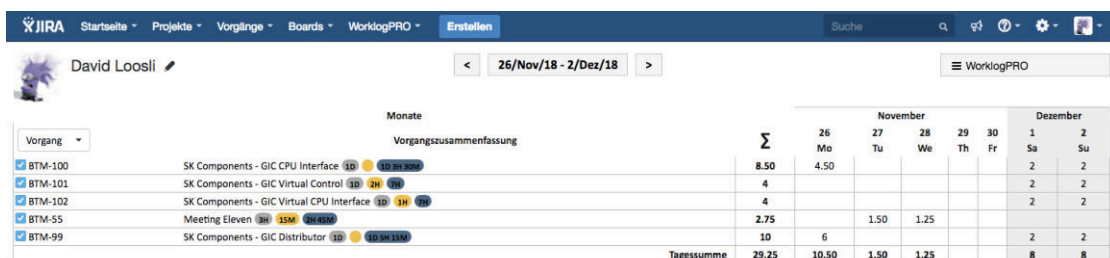 JIRA Startseite Projekte Vorgänge Boards WorklogPRO Erstellen Suche
David Loosli < 26/Nov/18 - 2/Dez/18 > WorklogPRO
Monate November Dezember
Vorgang Vorgangszusammenfassung Σ 26 27 28 29 30 1 2
Mo Tu We Th Fr Sa Su
BTM-100 SK Components - GIC CPU Interface 1D 1D 3H 30M 8.50 4.50 2 2
BTM-101 SK Components - GIC Virtual Control 1D 2H 7H 4 2 2
BTM-102 SK Components - GIC Virtual CPU Interface 1D 1H 7H 4 2 2
BTM-55 Meeting Eleven 3H 15M 2H 45M 2.75 1.50 1.25
BTM-99 SK Components - GIC Distributor 1D 1D 5H 15M 10 6 2 2
Tagessumme 29.25 10.50 1.50 1.25 8 8